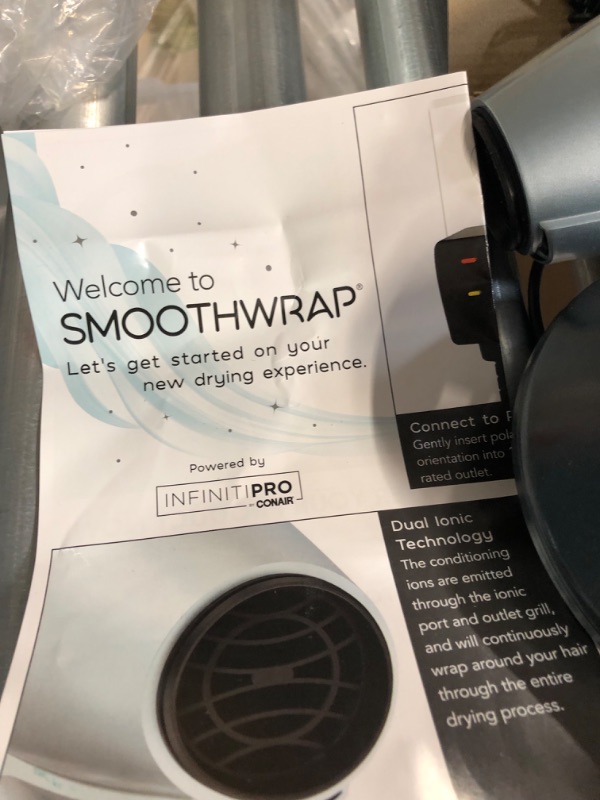 Welcome to
SMOOTHWRAP®
Let's get started on your
new drying experience.
Powered by
INFINITIPRO
BY CONAIR
Connect to
Gently insert
orientation into
rated outlet.
Dual Ionic
Technology
The conditioning
ions are emitted
through the ionic
port and outlet grill,
and will continuously
wrap around your hair
through the entire
drying process.